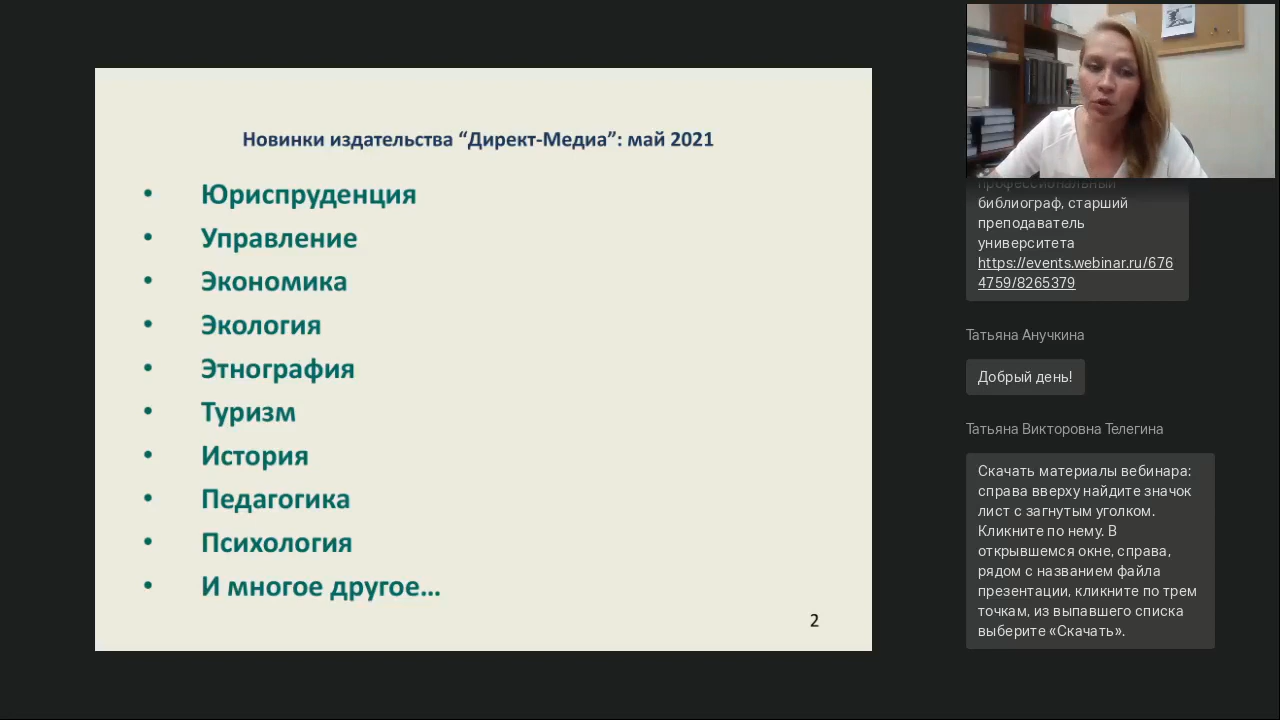 Новинки издательства “Директ-Медиа”: май 2021
• Юриспруденция
• Управление
• Экономика
• Экология
• Этнография
• Туризм
• История
• Педагогика
• Психология
• И многое другое...
2
профессиональный
библиограф, старший
преподаватель
университета
https://events.webinar.ru/676
4759/8265379
Татьяна Анучкина
Добрый день!
Татьяна Викторовна Телегина
Скачать материалы вебинара:
справа вверху найдите значок
лист с загнутым уголком.
Кликните по нему. В
открывшемся окне, справа,
рядом с названием файла
презентации, кликните по трем
точкам, из выпавшего списка
выберите «Скачать».